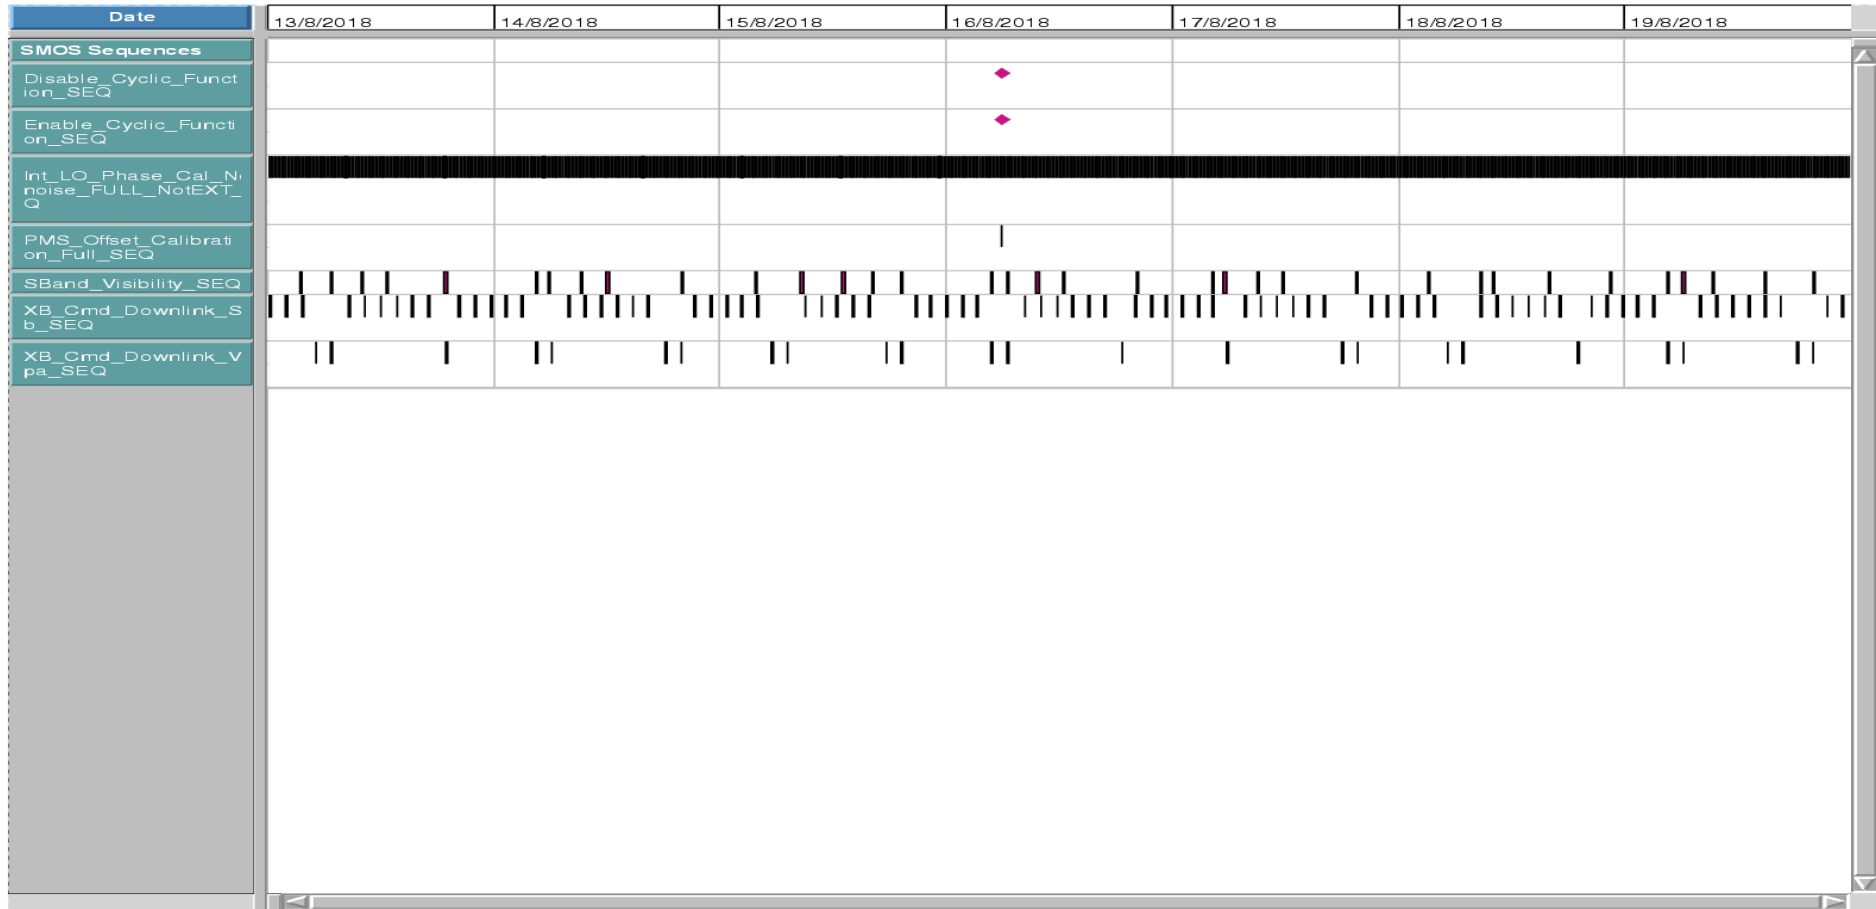 Date
13/8/2018 14/8/2018 15/8/2018 16/8/2018 17/8/2018 18/8/2018 19/8/2018
SMOS Sequences
Disable_Cyclic_Funct
ion_SEQ
Enable_Cyclic_Functi
on_SEQ
Int_LO_Phase_Cal_N
noise_FULL_NotEXT_
Q
PMS_Offset_Calibrati
on_Full_SEQ
SBand_Visibility_SEQ
XB_Cmd_Downlink_S
b_SEQ
XB_Cmd_Downlink_V
pa_SEQ